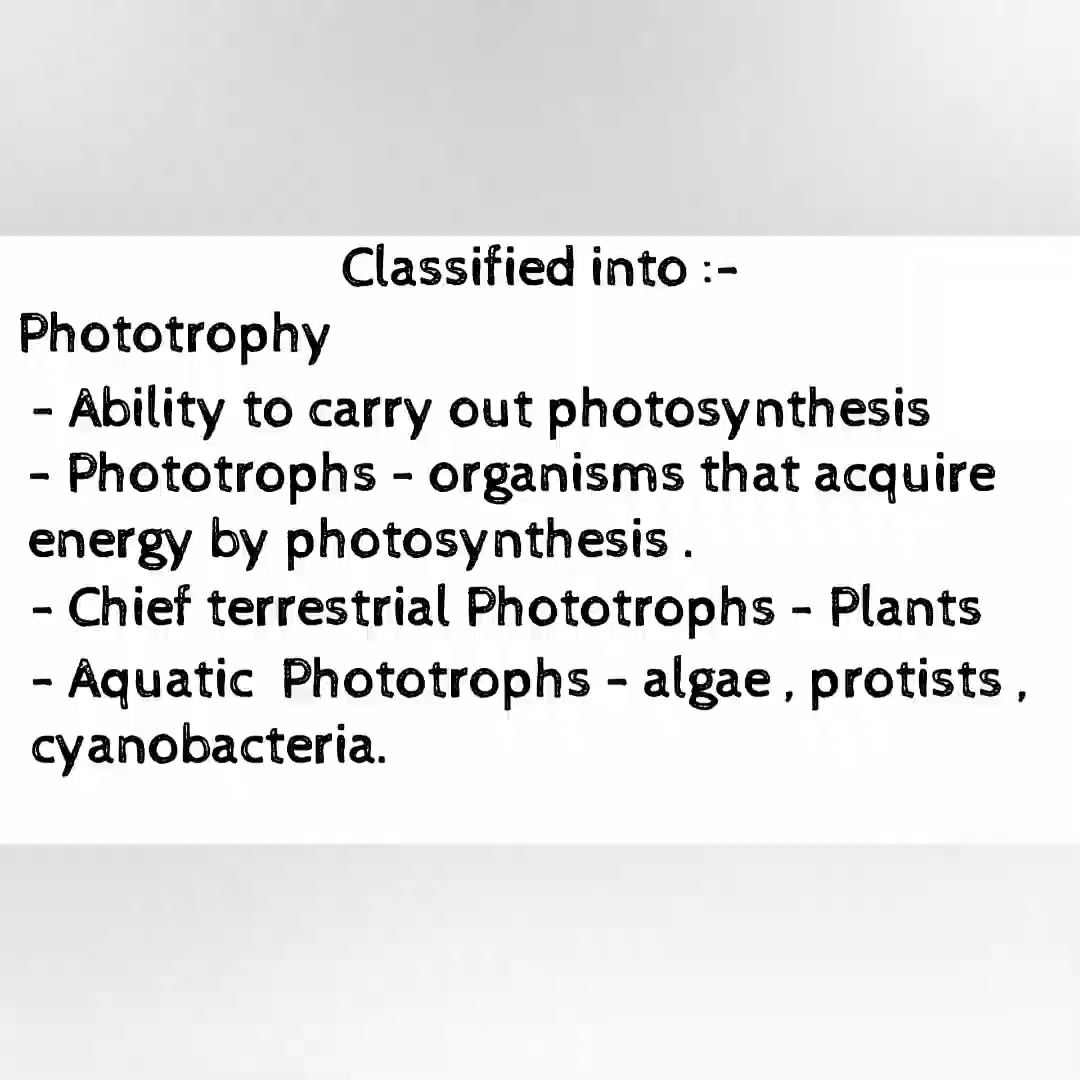 Classified into :-
Phototrophy
- Ability to carry out photosynthesis
- Phototrophs - organisms that acquire
energy by photosynthesis .
- Chief terrestrial Phototrophs - Plants
- Aquatic Phototrophs - algae , protists ,
cyanobacteria.